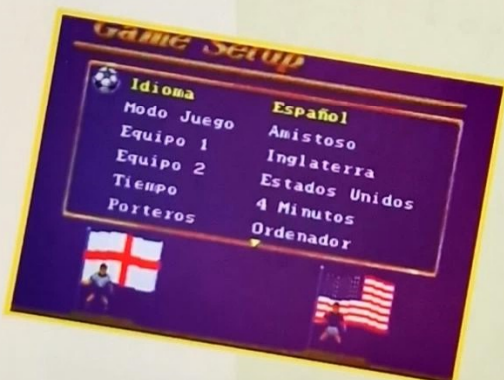 Game Setup
Idioma Español
Modo Juego Amistoso
Equipo 1 Inglaterra
Equipo 2 Estados Unidos
Tiempo 4 Minutos
Porteros Ordenador